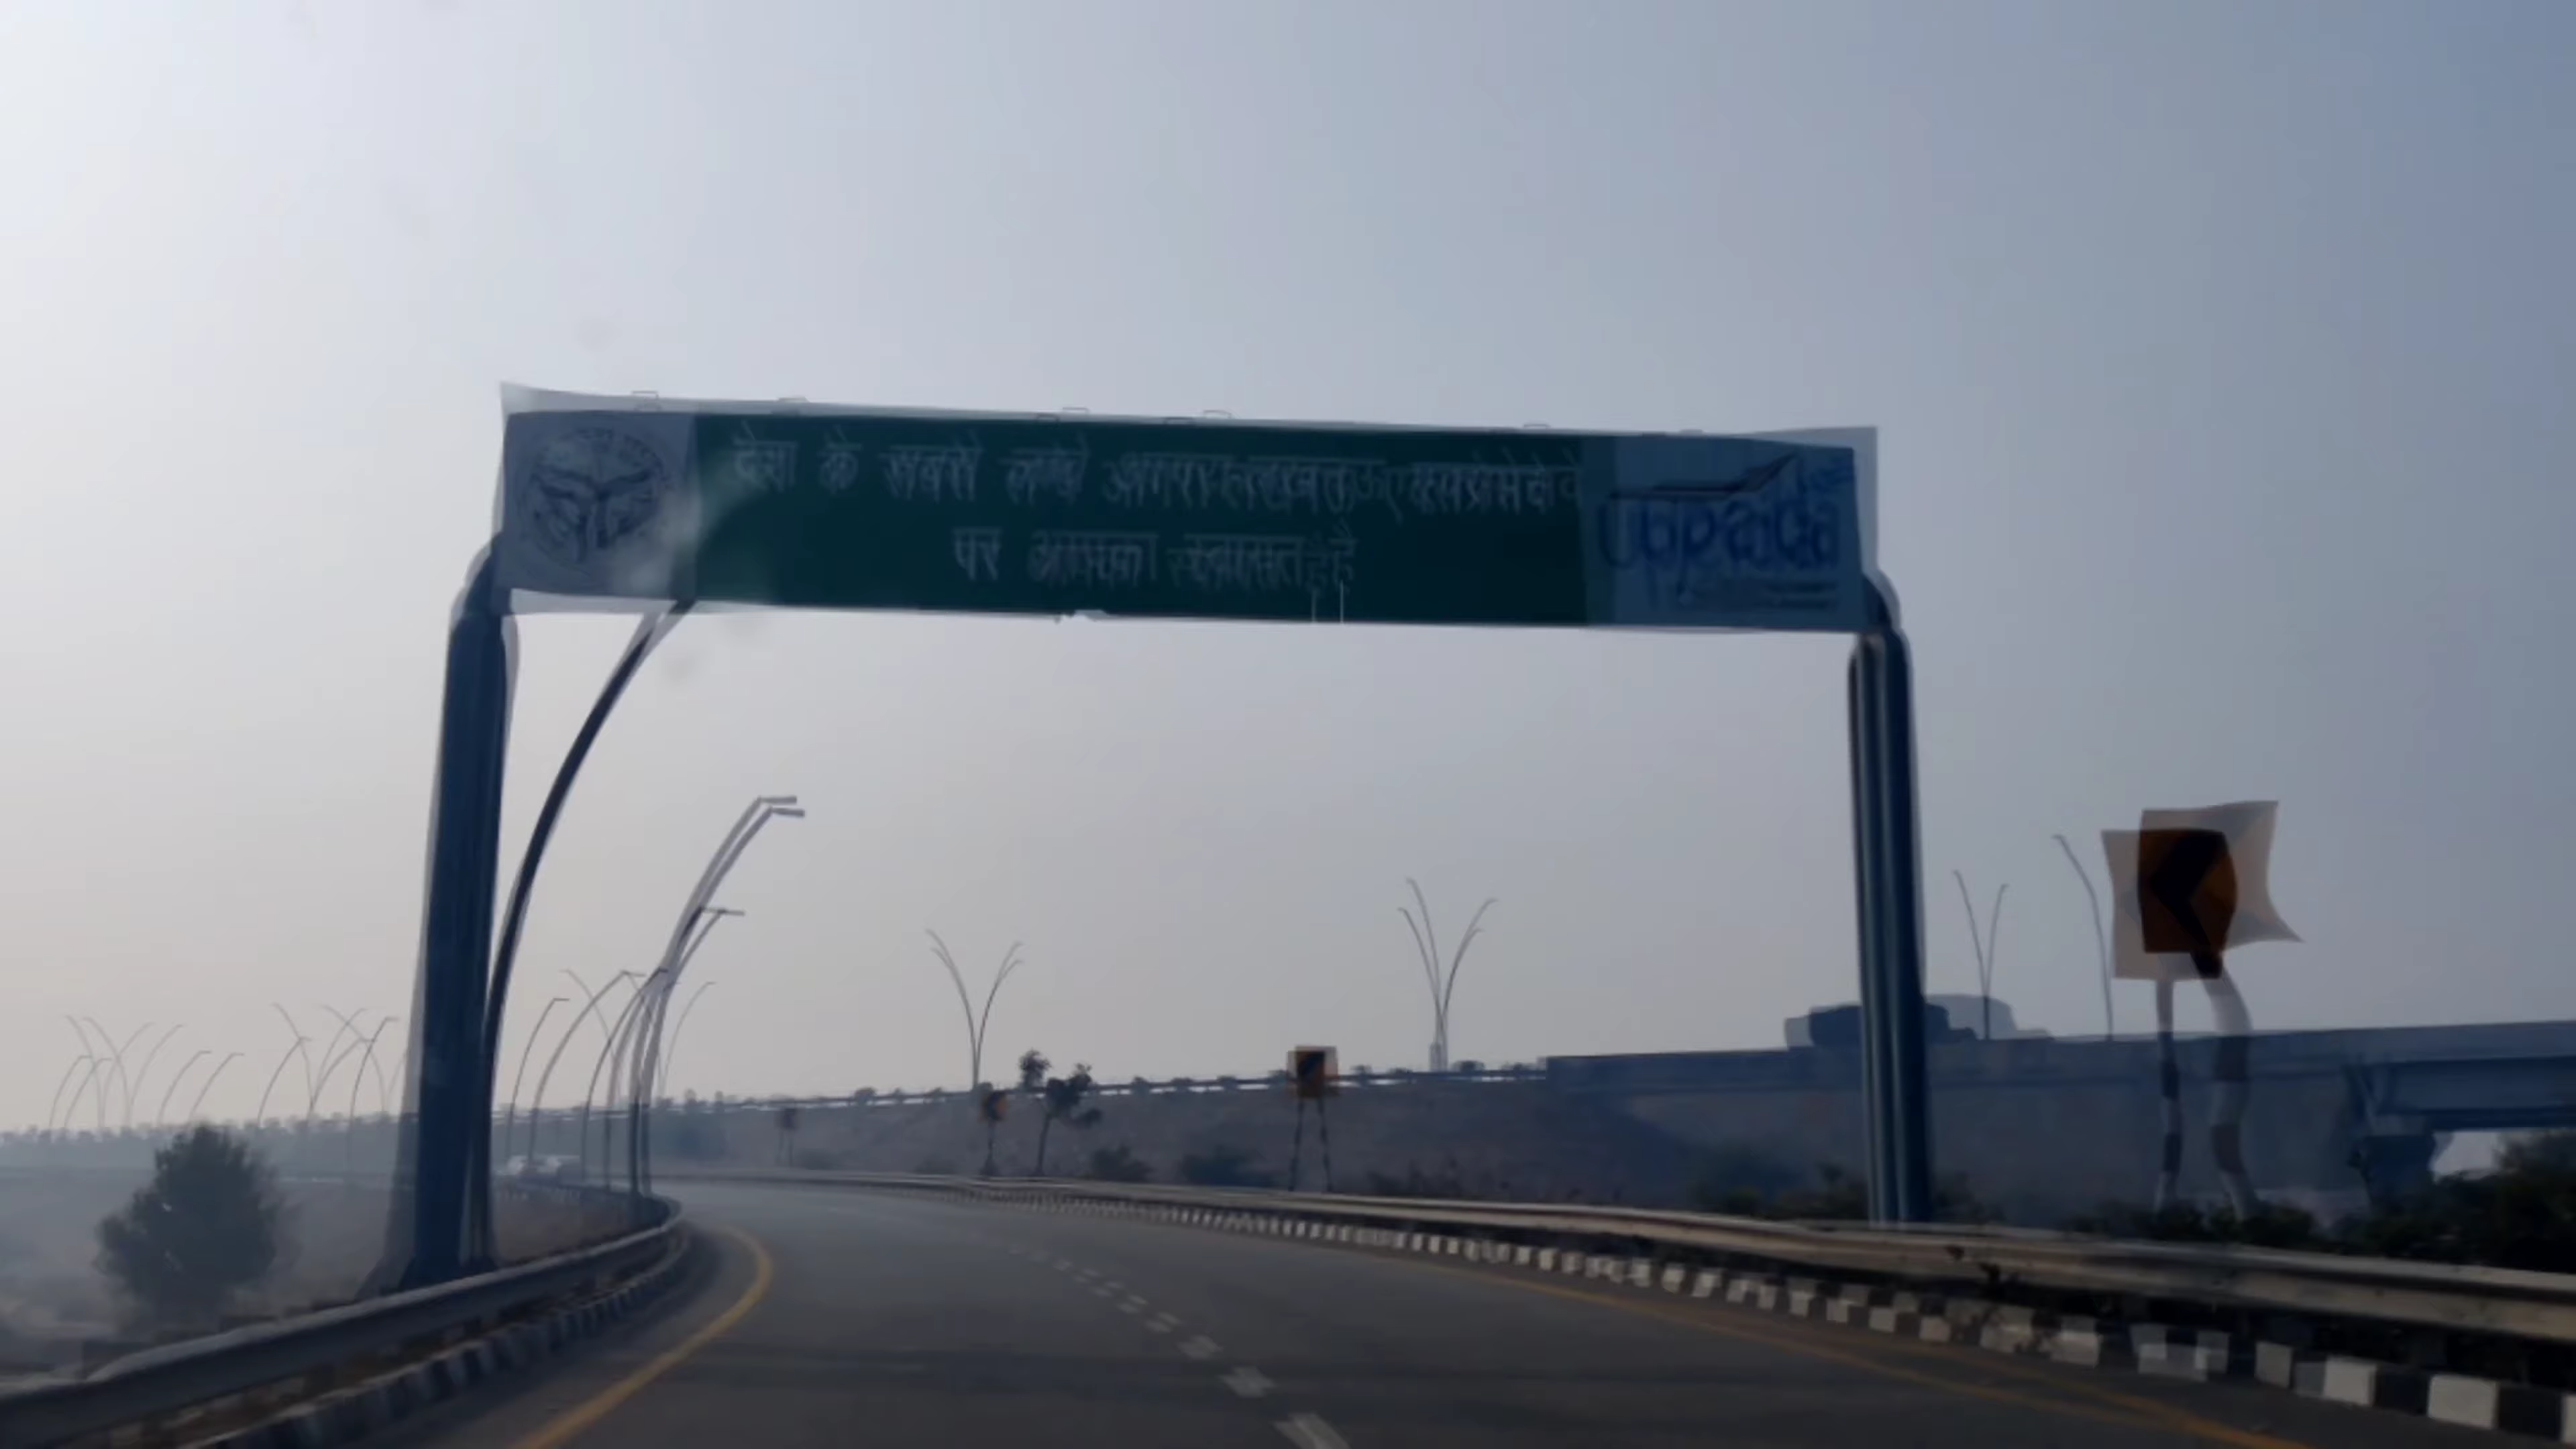 देश के सबसे लम्बे आगरा लखनऊ एक्सप्रेसवे
पर आपका स्वागत है
upeida